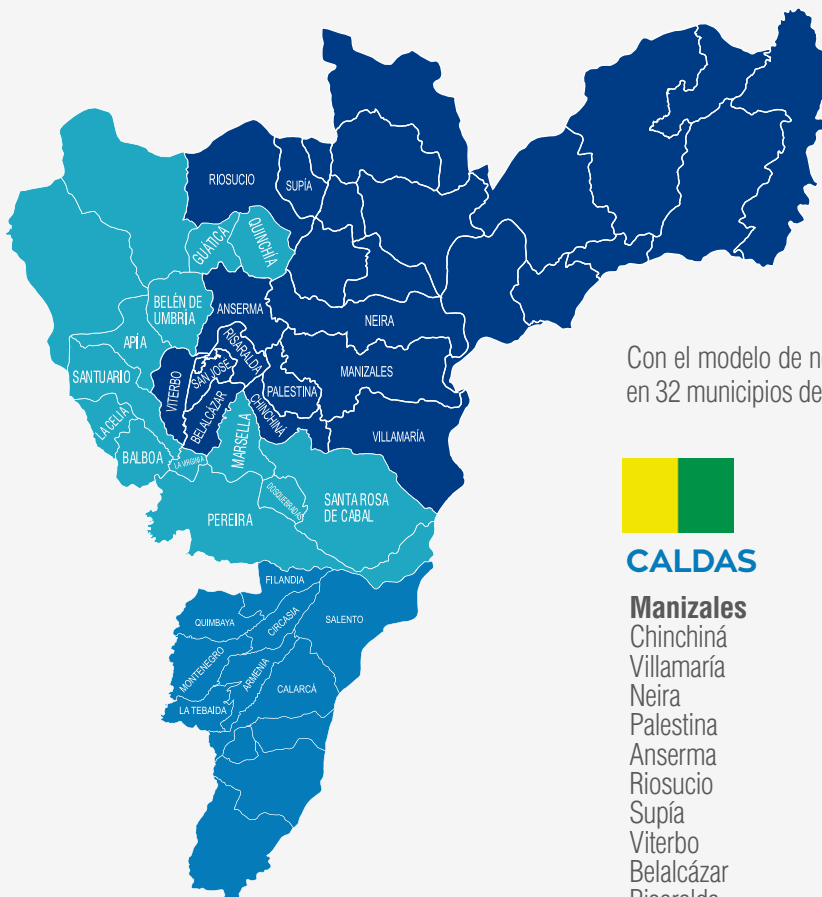 RIOSUCIO
SUPÍA
GUÁTICA
QUINCHÍA
BELÉN DE
UMBRIA
ANSERMA
NEIRA
APÍA
RISARALDA
SANTUARIO
SAN JOSÉ
MANIZALES
VITERBO
PALESTINA
BELALCÁZAR
CHINCHINÁ
LA CELIA
VILLAMARÍA
MARSELLA
BALBOA
LA VIRGINIA
DOSQUEBRADAS
SANTA ROSA
DE CABAL
PEREIRA
FILANDIA
QUIMBAYA
CIRCASIA
SALENTO
MONTENEGRO
ARMENIA
CALARCÁ
LA TEBAIDA
Con el modelo de
en 32 municipios de
CALDAS
Manizales
Chinchiná
Villamaría
Neira
Palestina
Anserma
Riosucio
Supía
Viterbo
Belalcázar
Risaralda